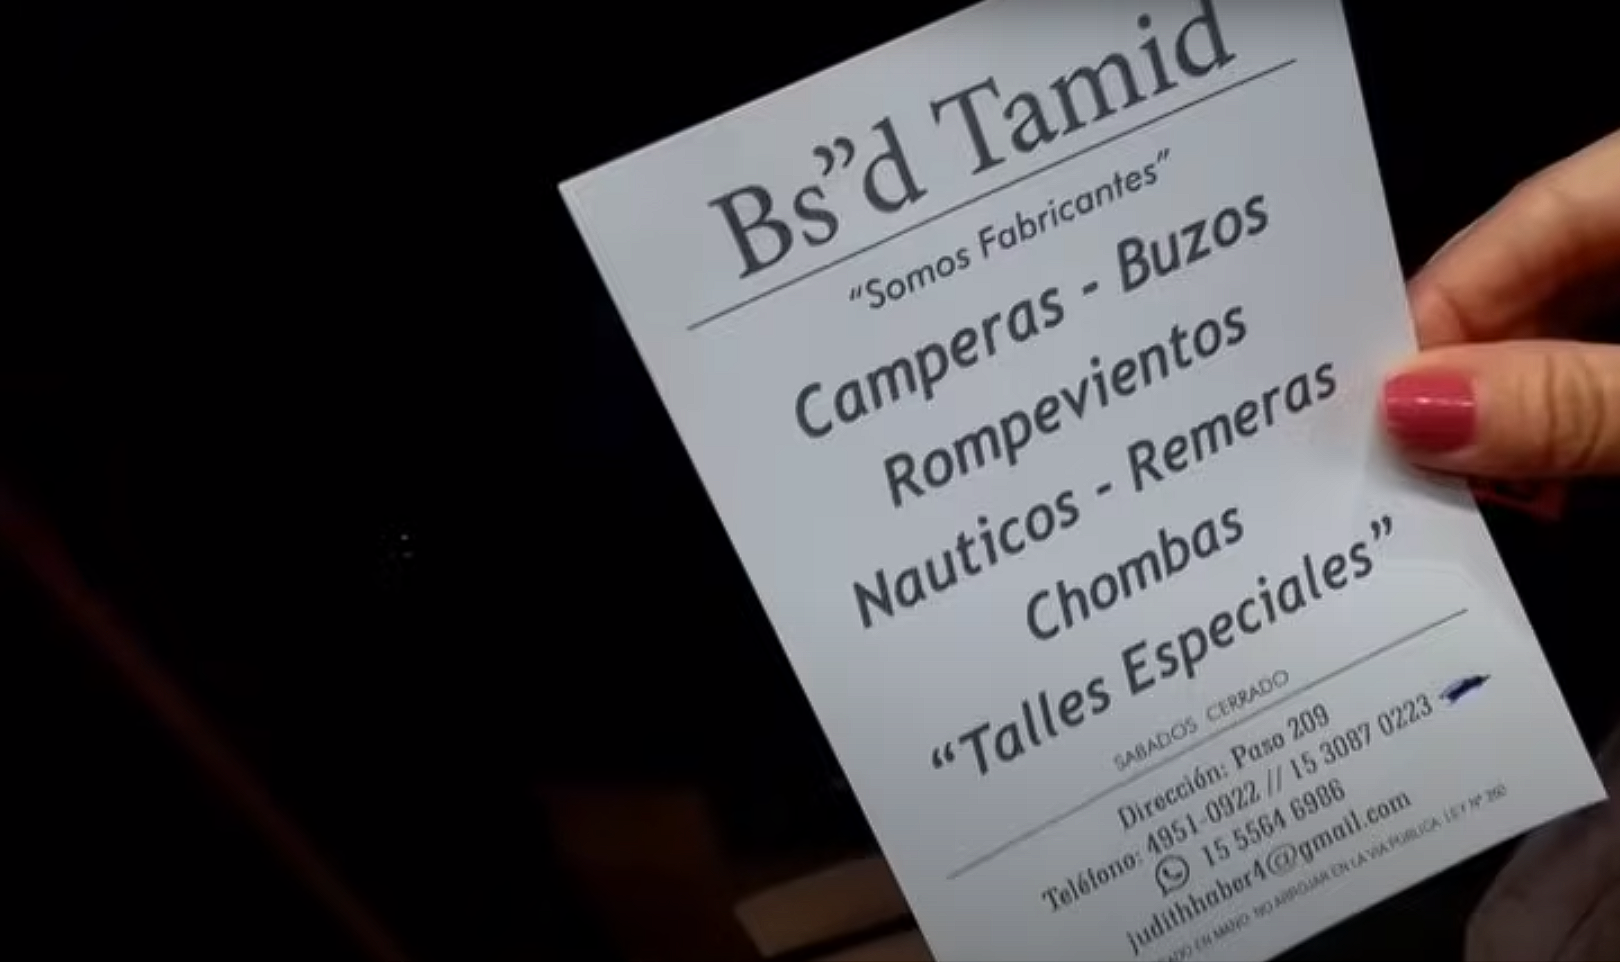 Bs”d Tamid
“Somos Fabricantes”
Camperas - Buzos
Rompevientos
Nauticos - Remeras
Chombas
“Talles Especiales”
SABADOS CERRADO
Dirección: Paso 209
Teléfono: 4951-0922 // 15 3087 0223
15 5564 6986
judithhaber4@gmail.com
EN MANO. NO ARROJAR EN LA VIA PUBLICA. LEY Nº 260